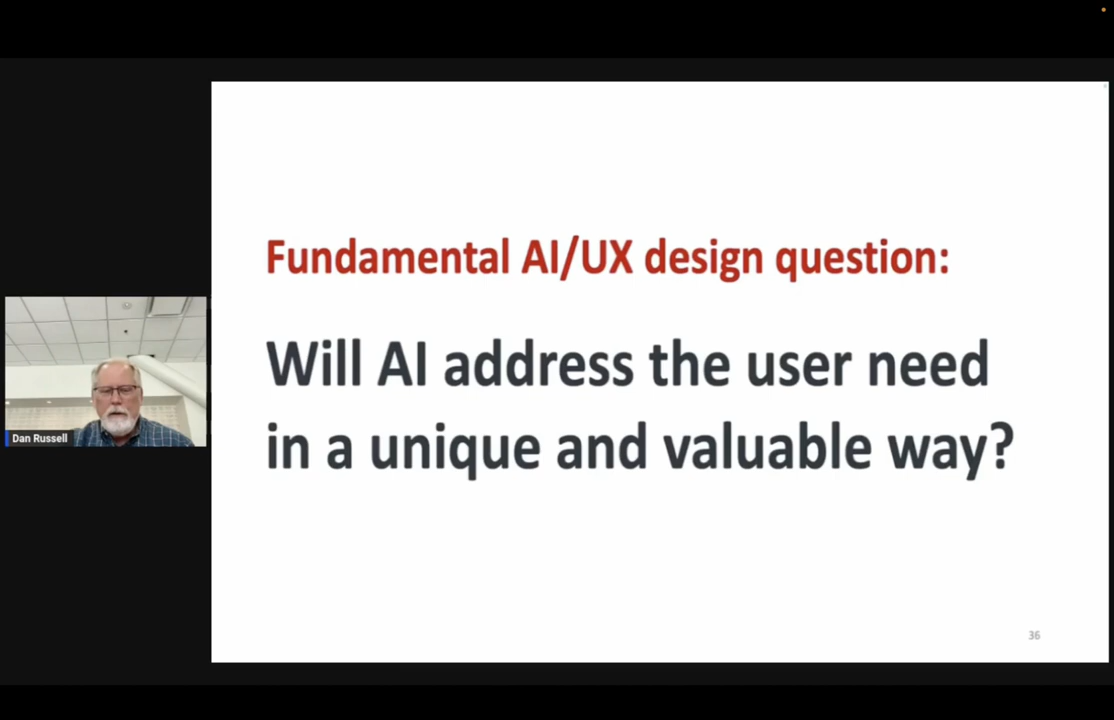 Fundamental AI/UX design question:
Will AI address the user need
in a unique and valuable way?
Dan Russell
36